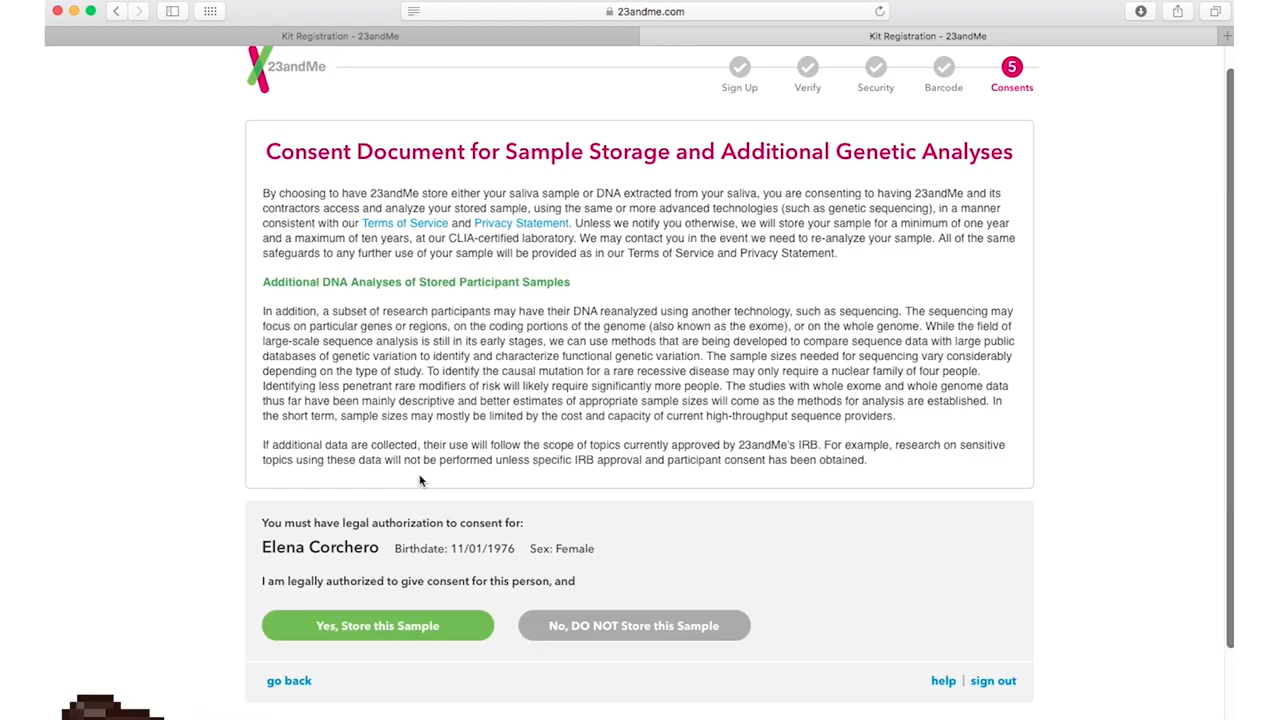 23andme.com
Kit Registration - 23andMe
Kit Registration - 23andMe
23andMe
Sign Up
Verify
Security
Barcode
5
Consents
Consent Document for Sample Storage and Additional Genetic Analyses
By choosing to have 23andMe store either your saliva sample or DNA extracted from your saliva, you are consenting to having 23andMe and its
contractors access and analyze your stored sample, using the same or more advanced technologies (such as genetic sequencing), in a manner
consistent with our Terms of Service and Privacy Statement. Unless we notify you otherwise, we will store your sample for a minimum of one year
and a maximum of ten years, at our CLIA-certified laboratory. We may contact you in the event we need to re-analyze your sample. All of the same
safeguards to any further use of your sample will be provided as in our Terms of Service and Privacy Statement.
Additional DNA Analyses of Stored Participant Samples
In addition, a subset of research participants may have their DNA reanalyzed using another technology, such as sequencing. The sequencing may
focus on particular genes or regions, on the coding portions of the genome (also known as the exome), or on the whole genome. While the field of
large-scale sequence analysis is still in its early stages, we can use methods that are being developed to compare sequence data with large public
databases of genetic variation to identify and characterize functional genetic variation. The sample sizes needed for sequencing vary considerably
depending on the type of study. To identify the causal mutation for a rare recessive disease may only require a nuclear family of four people.
Identifying less penetrant rare modifiers of risk will likely require significantly more people. The studies with whole exome and whole genome data
thus far have been mainly descriptive and better estimates of appropriate sample sizes will come as the methods for analysis are established. In
the short term, sample sizes may mostly be limited by the cost and capacity of current high-throughput sequence providers.
If additional data are collected, their use will follow the scope of topics currently approved by 23andMe's IRB. For example, research on sensitive
topics using these data will not be performed unless specific IRB approval and participant consent has been obtained.
You must have legal authorization to consent for:
Elena Corchero Birthdate: 11/01/1976 Sex: Female
I am legally authorized to give consent for this person, and
Yes, Store this Sample
No, DO NOT Store this Sample
go back
help | sign out